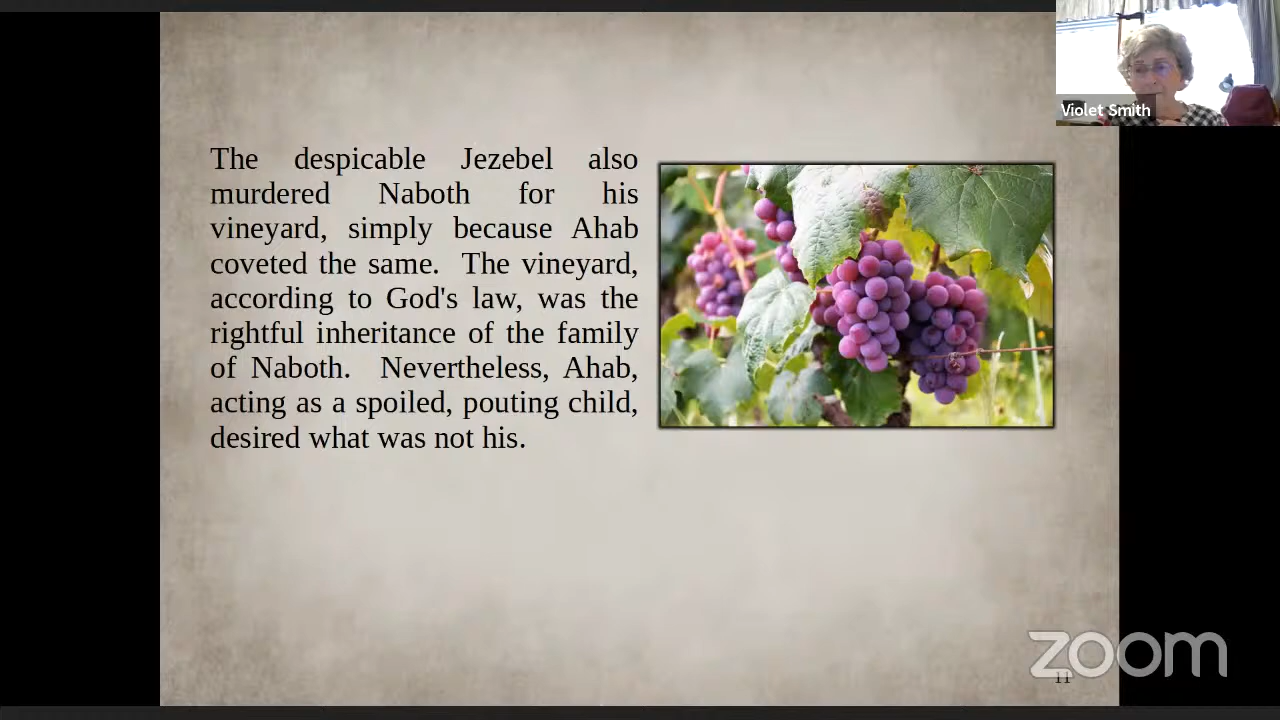 Violet Smith
The despicable Jezebel also
murdered Naboth for his
vineyard, simply because Ahab
coveted the same.  The vineyard,
according to God's law, was the
rightful inheritance of the family
of Naboth.  Nevertheless, Ahab,
acting as a spoiled, pouting child,
desired what was not his.
zoom
11